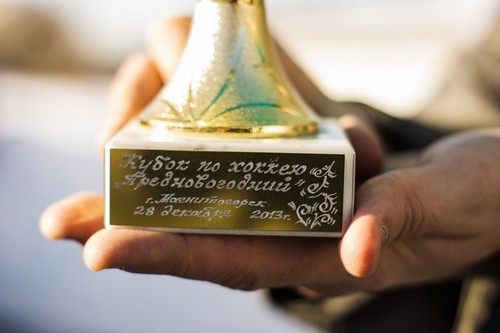 Кубок по хоккею
„Предновогодний"
г. Магнитогорск
28 декабря 2013г.